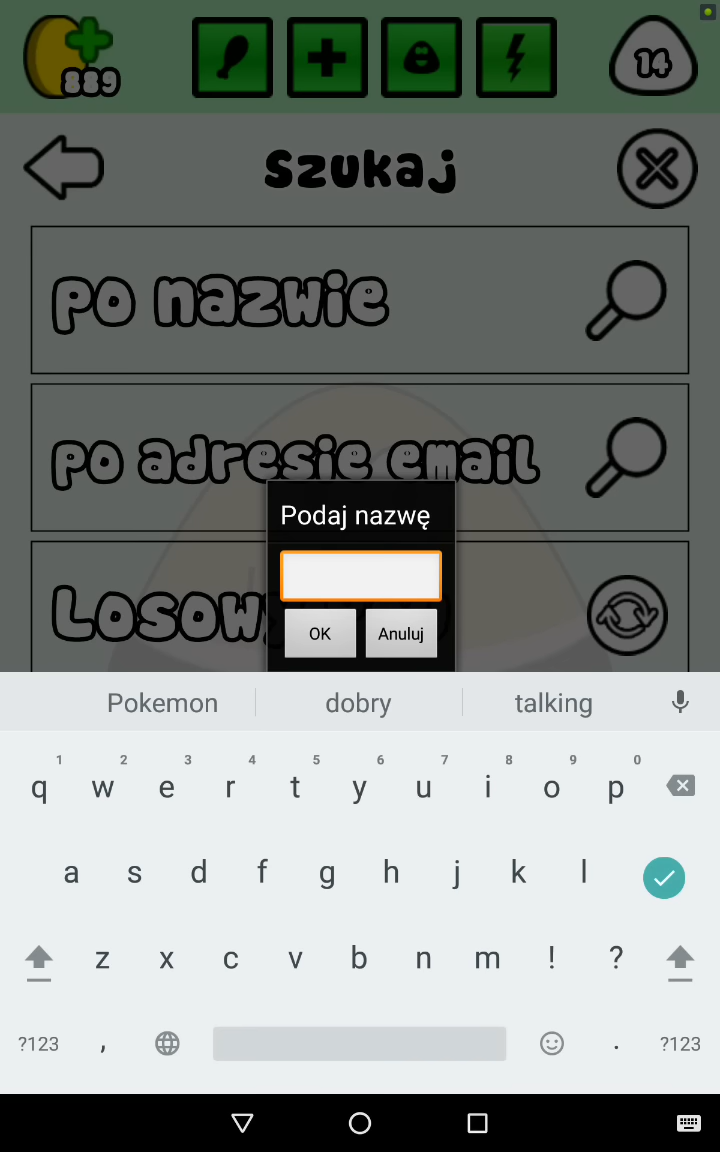 889
14
Szukaj
po nazwie
po adresie email
Podaj nazwę
OK
Anuluj
Pokemon
dobry
talking
1 2 3 4 5 6 7 8 9 0
q w e r t y u i o p
a s d f g h j k l
z x c v b n m ! ?
?123 , . ?123